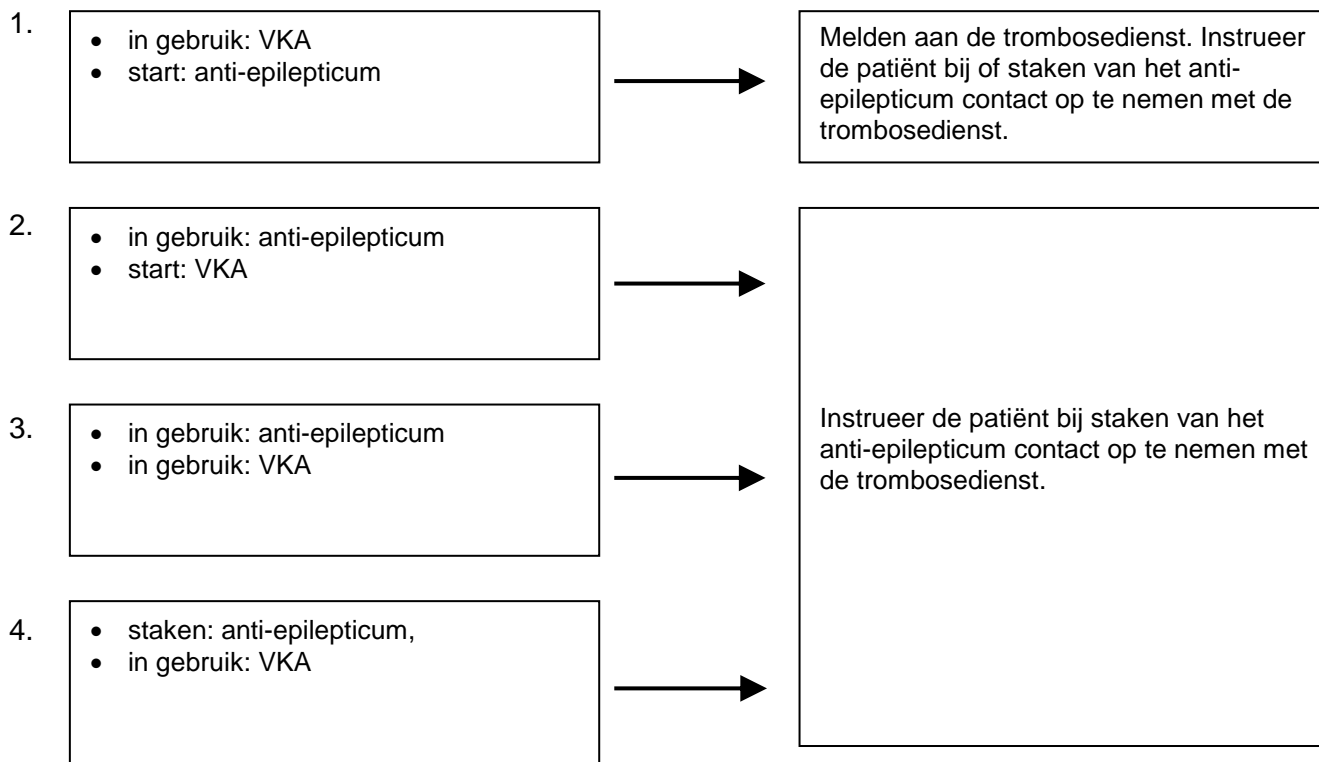 1.
• in gebruik: VKA
• start: anti-epilepticum
Melden aan de trombosedienst. Instrueer
de patiënt bij of staken van het anti-
epilepticum contact op te nemen met de
trombosedienst.
2.
• in gebruik: anti-epilepticum
• start: VKA
3.
• in gebruik: anti-epilepticum
• in gebruik: VKA
Instrueer de patiënt bij staken van het
anti-epilepticum contact op te nemen met
de trombosedienst.
4.
• staken: anti-epilepticum,
• in gebruik: VKA